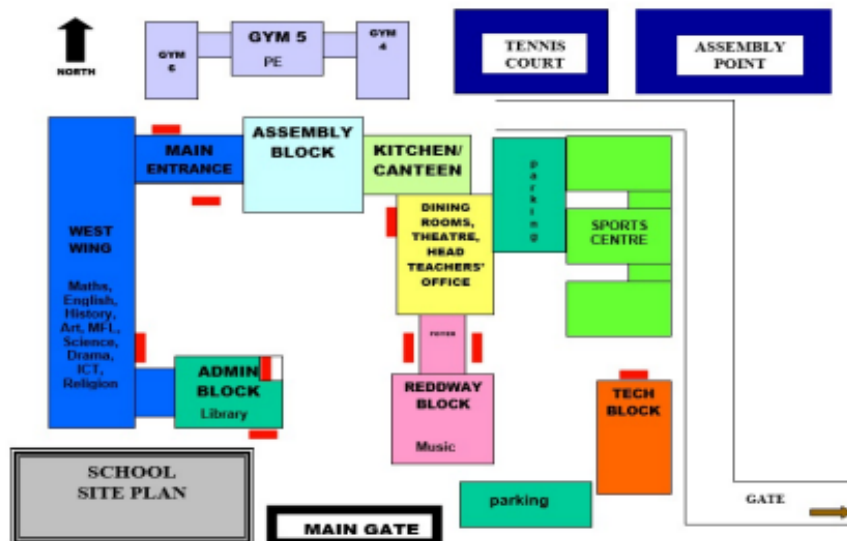 NORTH
GYM
6
GYM 5
PE
GYM
4
TENNIS
COURT
ASSEMBLY
POINT
MAIN
ENTRANCE
ASSEMBLY
BLOCK
KITCHEN/
CANTEEN
parking
DINING
ROOMS,
THEATRE,
HEAD
TEACHERS'
OFFICE
SPORTS
CENTRE
WEST
WING
Maths,
English,
History,
Art, MFL,
Science,
Drama,
ICT,
Religion
FOYER
ADMIN
BLOCK
Library
REDDWAY
BLOCK
Music
TECH
BLOCK
SCHOOL
SITE PLAN
MAIN GATE
parking
GATE